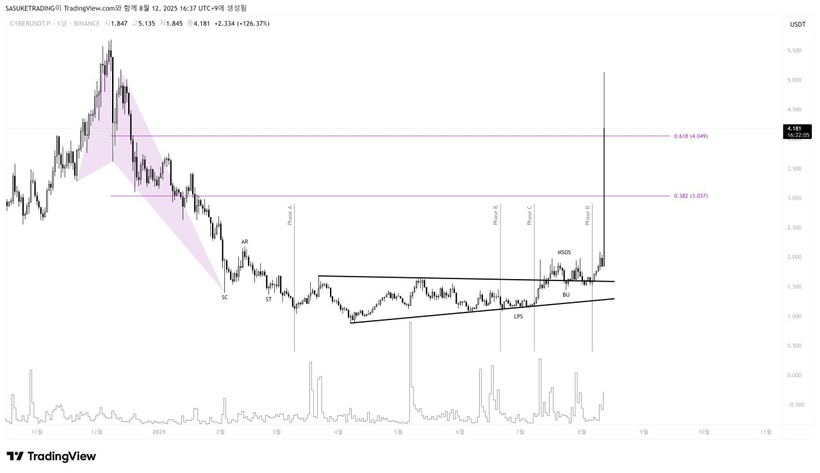 SASUKETRADING이 TradingView.com와 함께 8월 12, 2025 16:37 UTC+9에 생성됨
CYBERUSDT.P · 1날 · BINANCE 시1.847 고5.135 저1.845 종4.181 +2.334 (+126.37%)
USDT
5.500
5.000
4.500
4.181
16:22:05
0.618 (4.049)
3.500
0.382 (3.037)
3.000
2.500
2.000
1.500
1.000
0.500
0.000
-0.500
Phase A
Phase B
Phase C
Phase D
AR
SC
ST
MSOS
BU
LPS
11월 12월 2025 2월 3월 4월 5월 6월 7월 8월 9월 10월 11월
TradingView